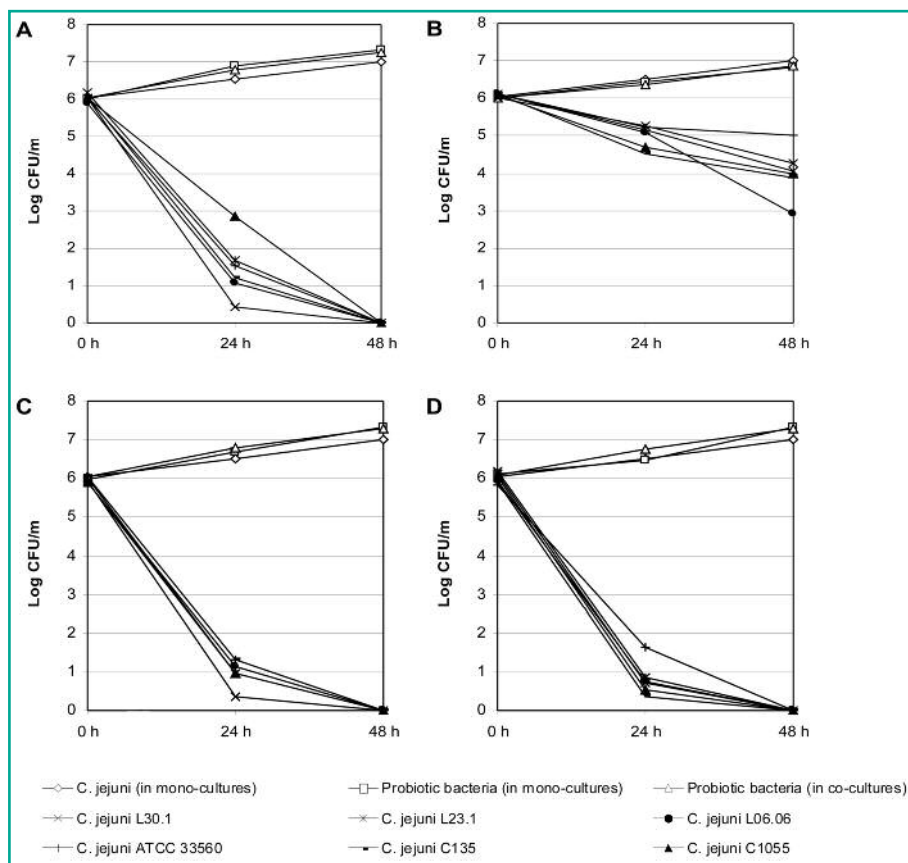 A
B
8
7
6
5
4
3
2
1
0
Log CFU/m
0 h 24 h 48 h
8
7
6
5
4
3
2
1
0
Log CFU/m
0 h 24 h 48 h
C
D
8
7
6
5
4
3
2
1
0
Log CFU/m
0 h 24 h 48 h
8
7
6
5
4
3
2
1
0
Log CFU/m
0 h 24 h 48 h
C. jejuni (in mono-cultures) Probiotic bacteria (in mono-cultures) Probiotic bacteria (in co-cultures)
C. jejuni L30.1 C. jejuni L23.1 C. jejuni L06.06
C. jejuni ATCC 33560 C. jejuni C135 C. jejuni C1055